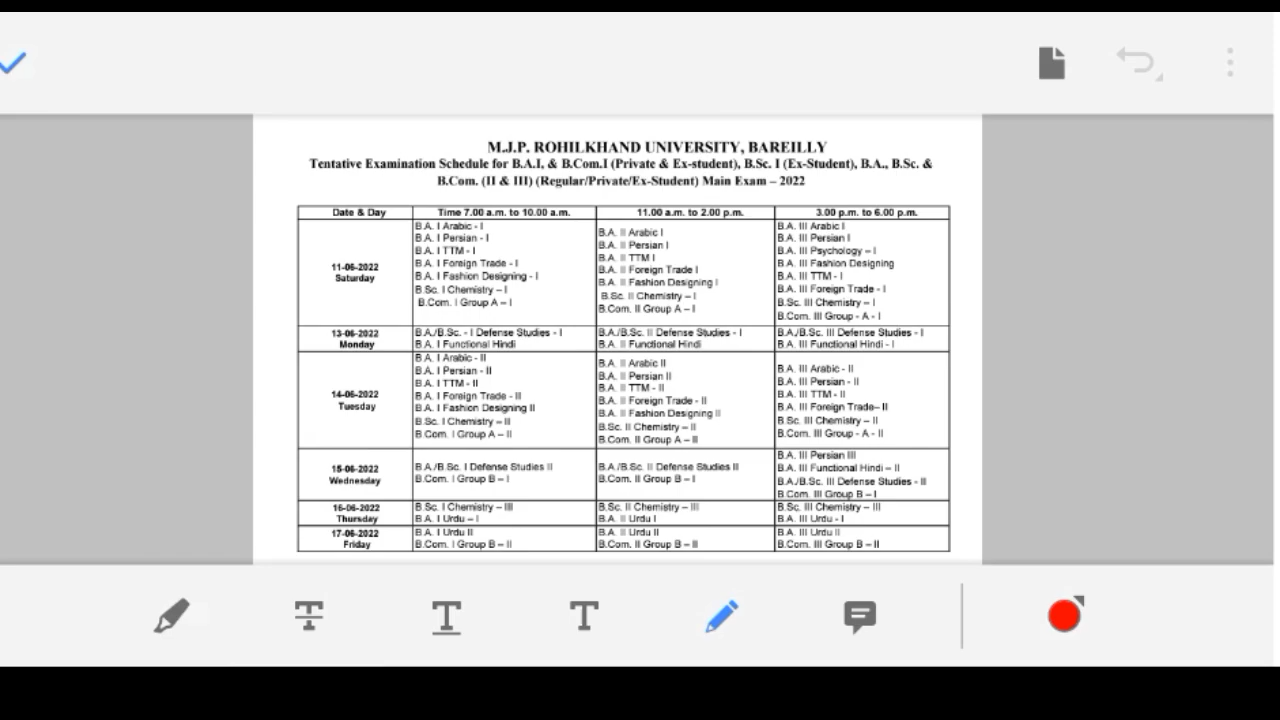 M.J.P. ROHILKHAND UNIVERSITY, BAREILLY
Tentative Examination Schedule for B.A.I, & B.Com.I (Private & Ex-student), B.Sc. I (Ex-Student), B.A., B.Sc. &
B.Com. (II & III) (Regular/Private/Ex-Student) Main Exam – 2022
Date & Day
Time 7.00 a.m. to 10.00 a.m.
11.00 a.m. to 2.00 p.m.
3.00 p.m. to 6.00 p.m.
11-06-2022
Saturday
B.A. I Arabic - I
B.A. I Persian - I
B.A. I TTM - I
B.A. I Foreign Trade - I
B.A. I Fashion Designing - I
B.Sc. I Chemistry – I
B.Com. I Group A – I
B.A. II Arabic I
B.A. II Persian I
B.A. II TTM I
B.A. II Foreign Trade I
B.A. II Fashion Designing I
B.Sc. II Chemistry – I
B.Com. II Group A – I
B.A. III Arabic I
B.A. III Persian I
B.A. III Psychology – I
B.A. III Fashion Designing
B.A. III TTM - I
B.A. III Foreign Trade - I
B.Sc. III Chemistry – I
B.Com. III Group - A - I
13-06-2022
Monday
B.A./B.Sc. - I Defense Studies - I
B.A. I Functional Hindi
B.A./B.Sc. II Defense Studies - I
B.A. II Functional Hindi
B.A./B.Sc. III Defense Studies - I
B.A. III Functional Hindi - I
14-06-2022
Tuesday
B.A. I Arabic - II
B.A. I Persian - II
B.A. I TTM - II
B.A. I Foreign Trade - II
B.A. I Fashion Designing II
B.Sc. I Chemistry – II
B.Com. I Group A – II
B.A. II Arabic II
B.A. II Persian II
B.A. II TTM - II
B.A. II Foreign Trade - II
B.A. II Fashion Designing II
B.Sc. II Chemistry – II
B.Com. II Group A – II
B.A. III Arabic - II
B.A. III Persian - II
B.A. III TTM - II
B.A. III Foreign Trade– II
B.Sc. III Chemistry – II
B.Com. III Group - A - II
15-06-2022
Wednesday
B.A./B.Sc. I Defense Studies II
B.Com. I Group B – I
B.A./B.Sc. II Defense Studies II
B.Com. II Group B – I
B.A. III Persian III
B.A. III Functional Hindi – II
B.A./B.Sc. III Defense Studies - II
B.Com. III Group B – I
16-06-2022
Thursday
B.Sc. I Chemistry – III
B.A. I Urdu – I
B.Sc. II Chemistry – III
B.A. II Urdu I
B.Sc. III Chemistry – III
B.A. III Urdu - I
17-06-2022
Friday
B.A. I Urdu II
B.Com. I Group B – II
B.A. II Urdu II
B.Com. II Group B – II
B.A. III Urdu II
B.Com. III Group B – II